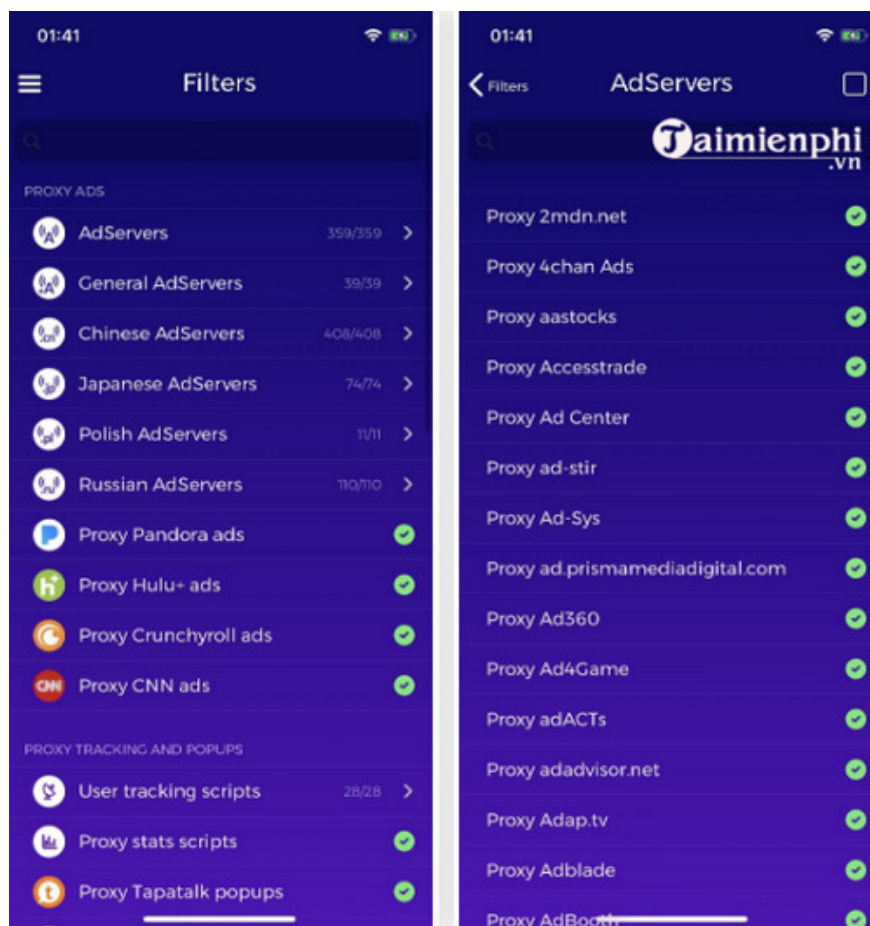 01:41
Filters
PROXY ADS
AdServers 359/359
General AdServers 39/39
Chinese AdServers 408/408
Japanese AdServers 74/74
Polish AdServers 11/11
Russian AdServers 110/110
Proxy Pandora ads
Proxy Hulu+ ads
Proxy Crunchyroll ads
CNN Proxy CNN ads
PROXY TRACKING AND POPUPS
User tracking scripts 28/28
Proxy stats scripts
Proxy Tapatalk popups
01:41
Filters AdServers
Taimienphi
.vn
Proxy 2mdn.net
Proxy 4chan Ads
Proxy aastocks
Proxy Accesstrade
Proxy Ad Center
Proxy ad-stir
Proxy Ad-Sys
Proxy ad.prismamediadigital.com
Proxy Ad360
Proxy Ad4Game
Proxy adACTs
Proxy adadvisor.net
Proxy Adap.tv
Proxy Adblade
Proxy AdBooth